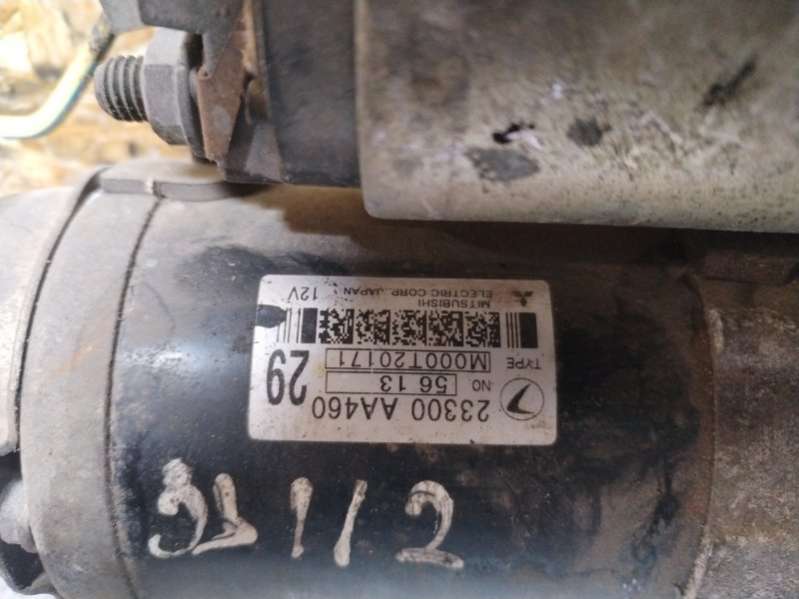 23300 AA460
NO. 56 13
29
TYPE M000T20171
MITSUBISHI
ELECTRIC CORP. JAPAN 12V